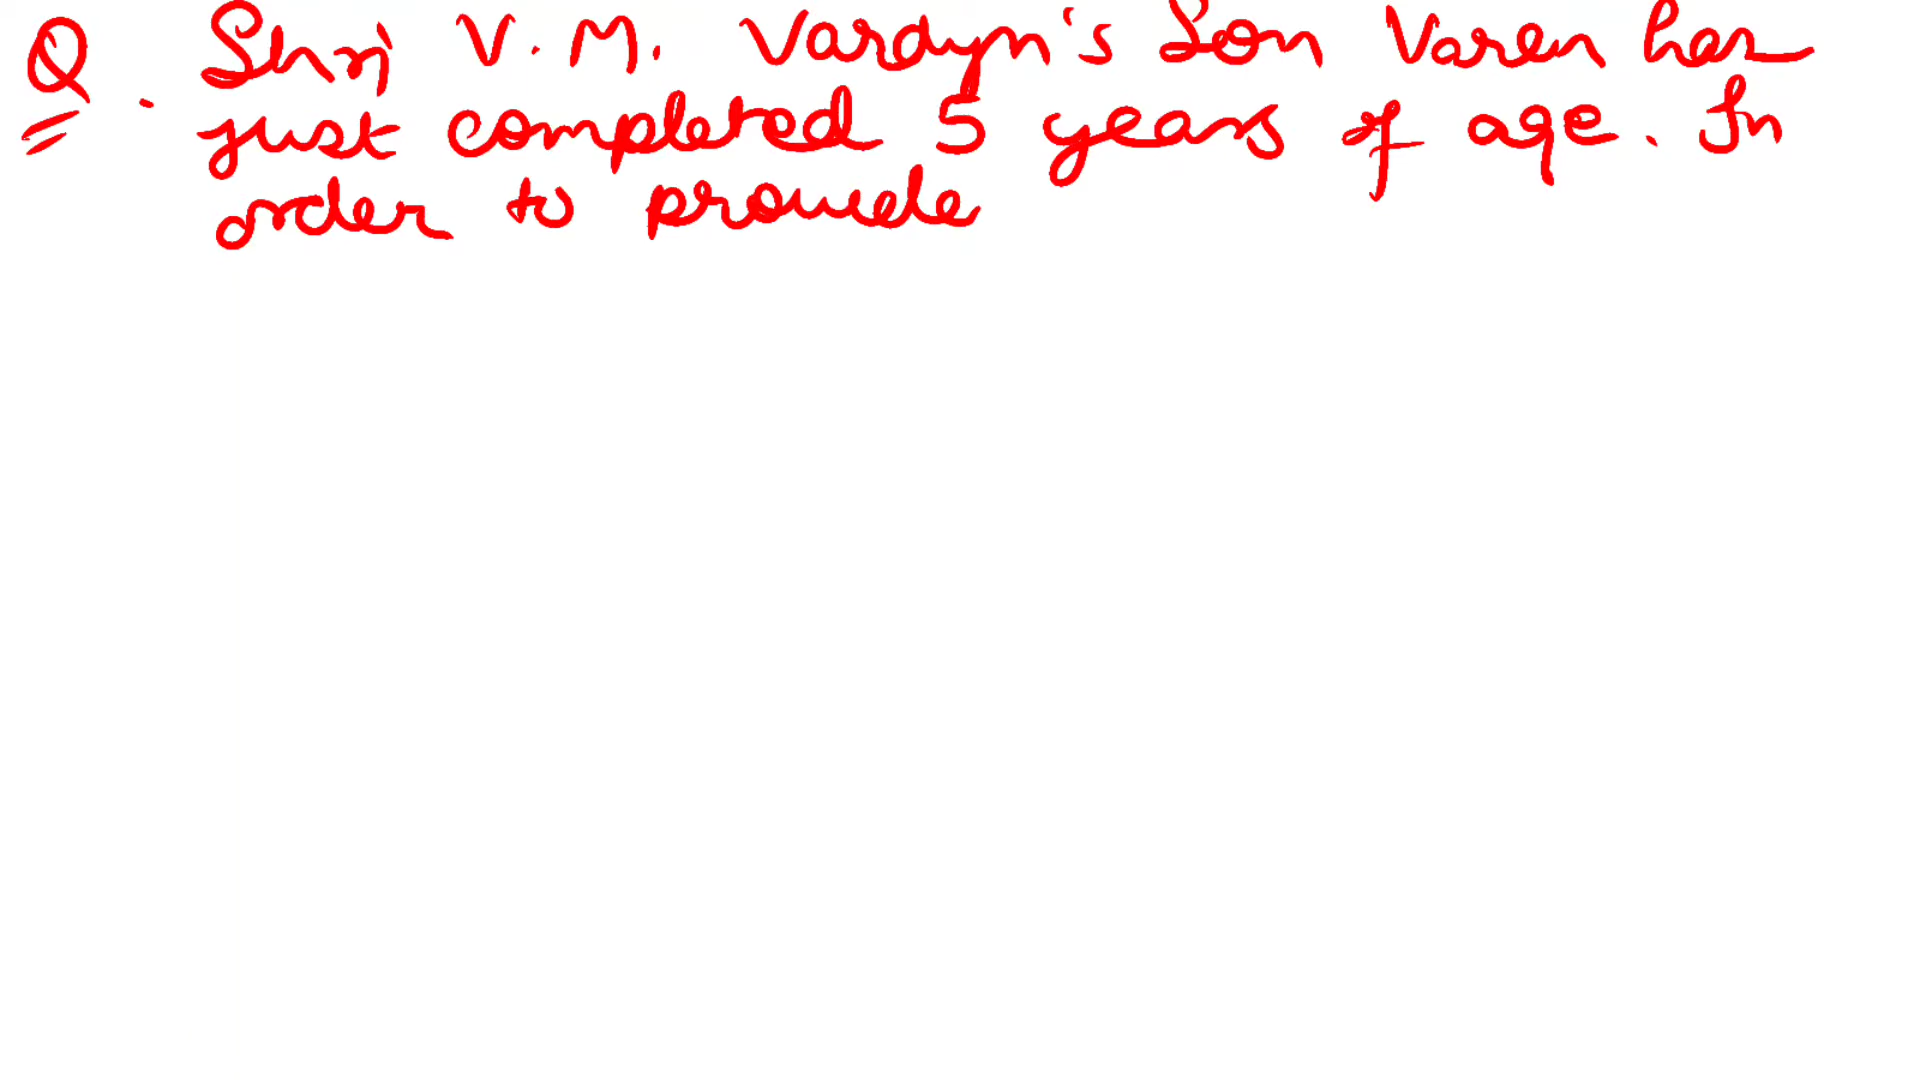 Q. Shri V. M. Vardyn's Son Varen has
just completed 5 years of age. In
order to provide